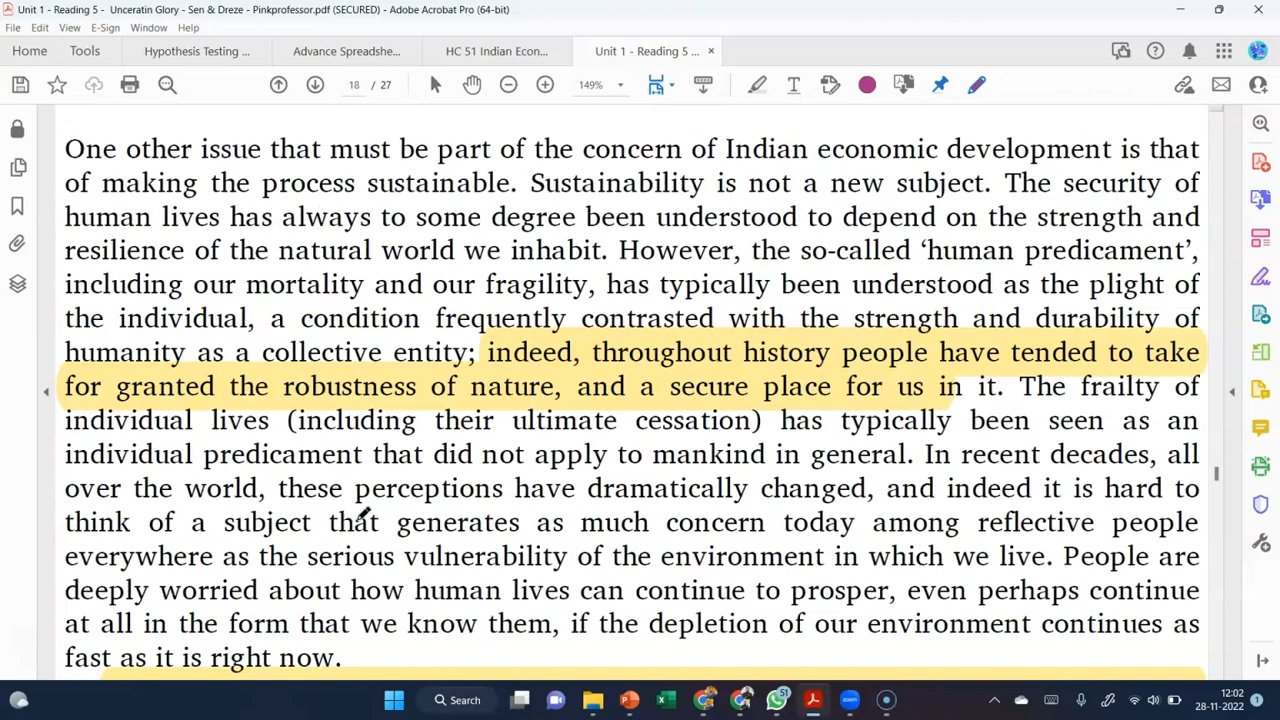 Unit 1 - Reading 5 - Unceratin Glory - Sen & Dreze - Pinkprofessor.pdf (SECURED) - Adobe Acrobat Pro (64-bit)
File Edit View E-Sign Window Help
Home Tools Hypothesis Testing ... Advance Spreadshe... HC 51 Indian Econ... Unit 1 - Reading 5 ... ×
18 / 27 149%
One other issue that must be part of the concern of Indian economic development is that
of making the process sustainable. Sustainability is not a new subject. The security of
human lives has always to some degree been understood to depend on the strength and
resilience of the natural world we inhabit. However, the so-called ‘human predicament’,
including our mortality and our fragility, has typically been understood as the plight of
the individual, a condition frequently contrasted with the strength and durability of
humanity as a collective entity; indeed, throughout history people have tended to take
for granted the robustness of nature, and a secure place for us in it. The frailty of
individual lives (including their ultimate cessation) has typically been seen as an
individual predicament that did not apply to mankind in general. In recent decades, all
over the world, these perceptions have dramatically changed, and indeed it is hard to
think of a subject that generates as much concern today among reflective people
everywhere as the serious vulnerability of the environment in which we live. People are
deeply worried about how human lives can continue to prosper, even perhaps continue
at all in the form that we know them, if the depletion of our environment continues as
fast as it is right now.
Search 51 12:02
28-11-2022